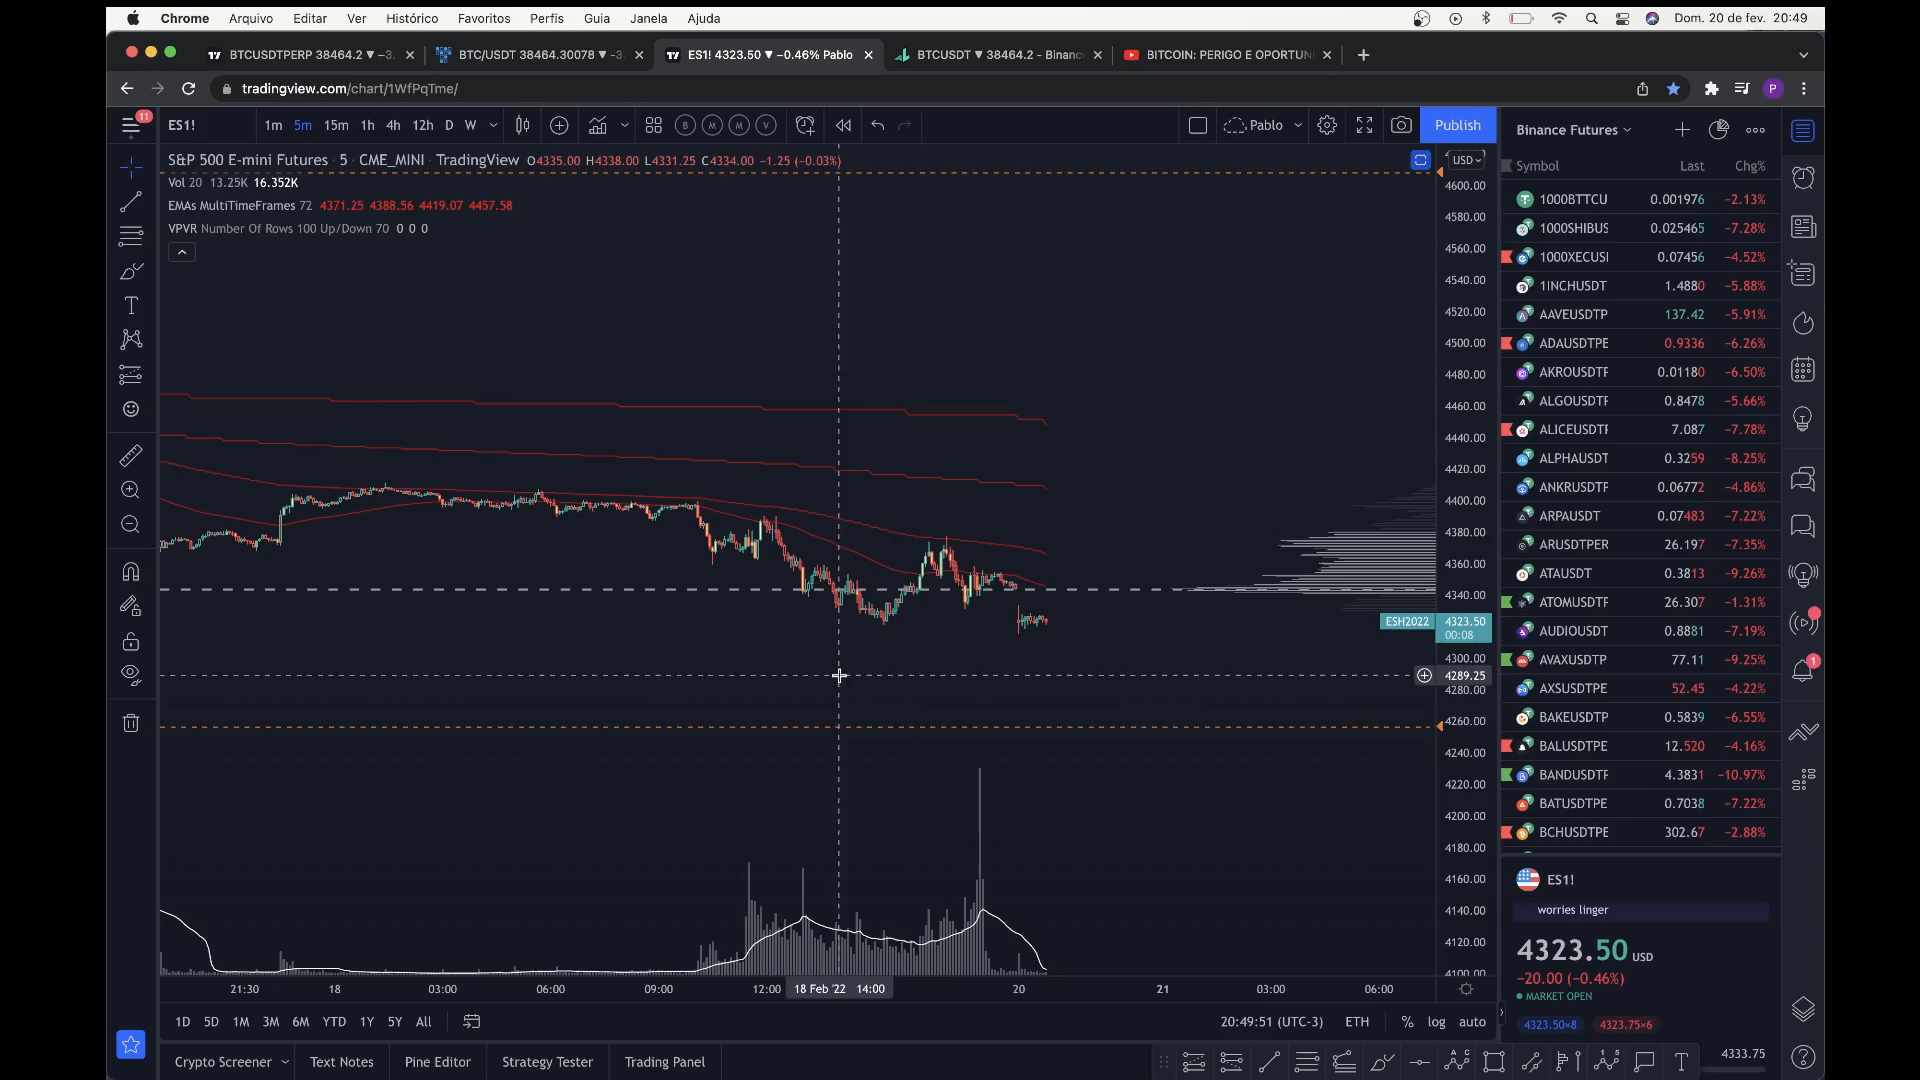 Chrome Arquivo Editar Ver Histórico Favoritos Perfis Guia Janela Ajuda Dom. 20 de fev. 20:49
BTCUSDTPERP 38464.2 ▼ −3. BTC/USDT 38464.30078 ▼ −3. ES1! 4323.50 ▼ −0.46% Pablo BTCUSDT ▼ 38464.2 - Binanc BITCOIN: PERIGO E OPORTUN
tradingview.com/chart/1WfPqTme/ P
11 ES1! 1m 5m 15m 1h 4h 12h D W B M M V Pablo Publish Binance Futures
S&P 500 E-mini Futures · 5 · CME_MINI · TradingView O4335.00 H4338.00 L4331.25 C4334.00 −1.25 (−0.03%) USD
Symbol Last Chg%
Vol 20 13.25K 16.352K
EMAs MultiTimeFrames 72 4371.25 4388.56 4419.07 4457.58
VPVR Number Of Rows 100 Up/Down 70 0 0 0
4600.00
4580.00
4560.00
4540.00
4520.00
4500.00
4480.00
4460.00
4440.00
4420.00
4400.00
4380.00
4360.00
4340.00
ESH2022 4323.50
00:08
4300.00
4289.25
4280.00
4260.00
4240.00
4220.00
4200.00
4180.00
4160.00
4140.00
4120.00
4100.00
1000BTTCU 0.001976 −2.13%
1000SHIBUS 0.025465 −7.28%
1000XECUSI 0.07456 −4.52%
1INCHUSDT 1.4880 −5.88%
AAVEUSDTP 137.42 −5.91%
ADAUSDTPE 0.9336 −6.26%
AKROUSDTF 0.01180 −6.50%
ALGOUSDTF 0.8478 −5.66%
ALICEUSDTF 7.087 −7.78%
ALPHAUSDT 0.3259 −8.25%
ANKRUSDTF 0.06772 −4.86%
ARPAUSDT 0.07483 −7.22%
ARUSDTPER 26.197 −7.35%
ATAUSDT 0.3813 −9.26%
ATOMUSDTF 26.307 −1.31%
AUDIOUSDT 0.8881 −7.19%
AVAXUSDTP 77.11 −9.25%
AXSUSDTPE 52.45 −4.22%
BAKEUSDTP 0.5839 −6.55%
BALUSDTPE 12.520 −4.16%
BANDUSDTF 4.3831 −10.97%
BATUSDTPE 0.7038 −7.22%
BCHUSDTPE 302.67 −2.88%
1
ES1!
worries linger
4323.50 USD
−20.00 (−0.46%)
MARKET OPEN
4323.50×8 4323.75×6
21:30 18 03:00 06:00 09:00 12:00 18 Feb '22 14:00 20 21 03:00 06:00
1D 5D 1M 3M 6M YTD 1Y 5Y All 20:49:51 (UTC-3) ETH % log auto
Crypto Screener Text Notes Pine Editor Strategy Tester Trading Panel 4333.75